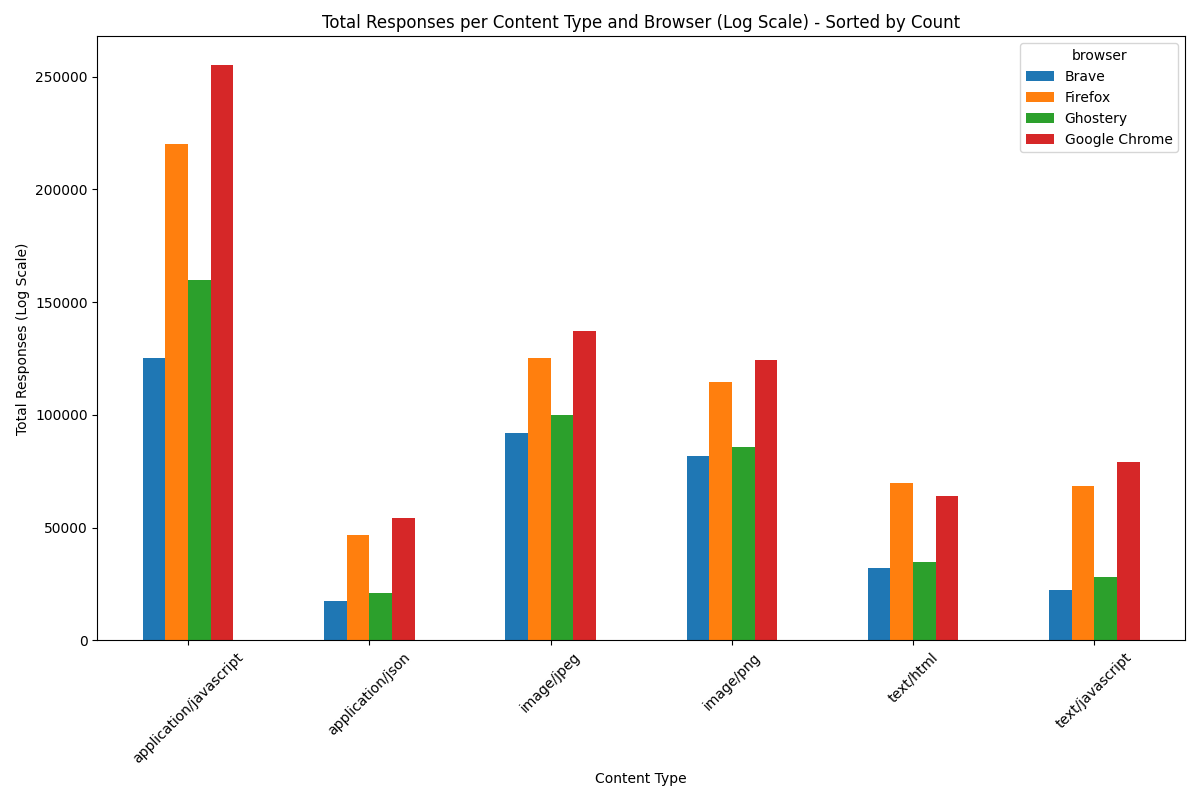 Total Responses per Content Type and Browser (Log Scale) - Sorted by Count
browser
Brave
Firefox
Ghostery
Google Chrome
Total Responses (Log Scale)
250000
200000
150000
100000
50000
0
application/javascript
application/json
image/jpeg
image/png
text/html
text/javascript
Content Type